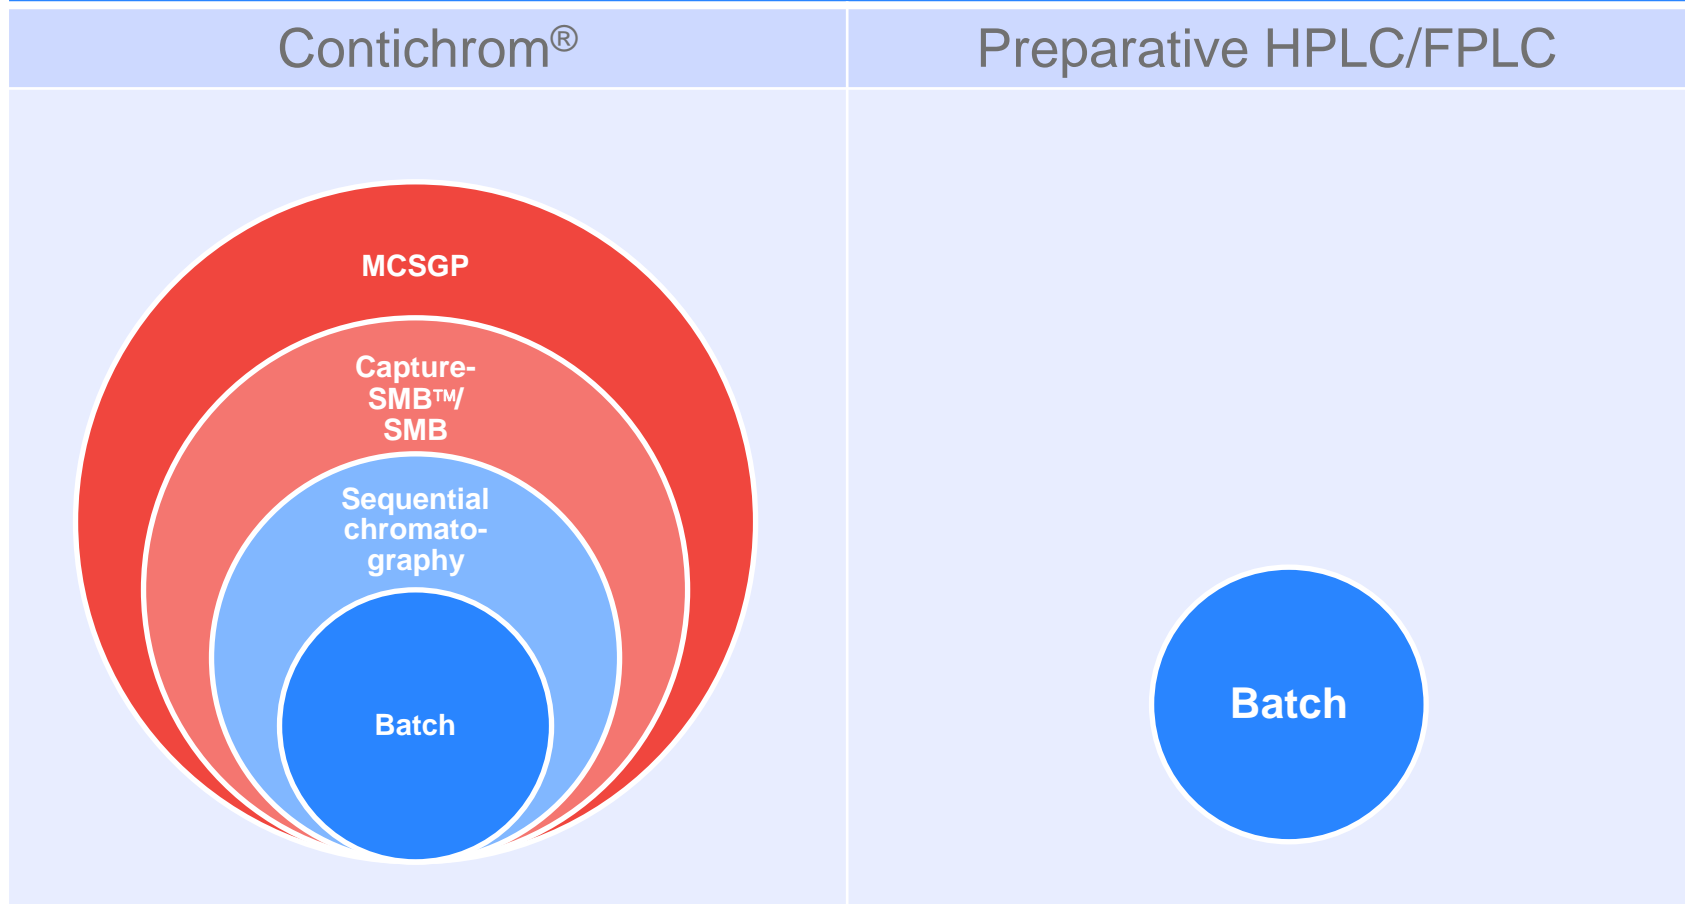 Contichrom®
Preparative HPLC/FPLC
MCSGP
Capture-
SMB™/
SMB
Sequential
chromato-
graphy
Batch
Batch